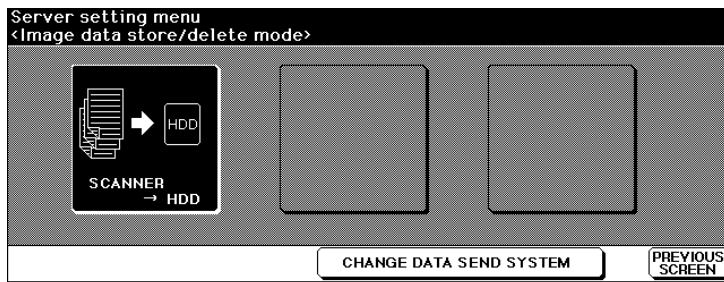 Server setting menu
<Image data store/delete mode>
HDD
SCANNER
→ HDD
CHANGE DATA SEND SYSTEM
PREVIOUS
SCREEN